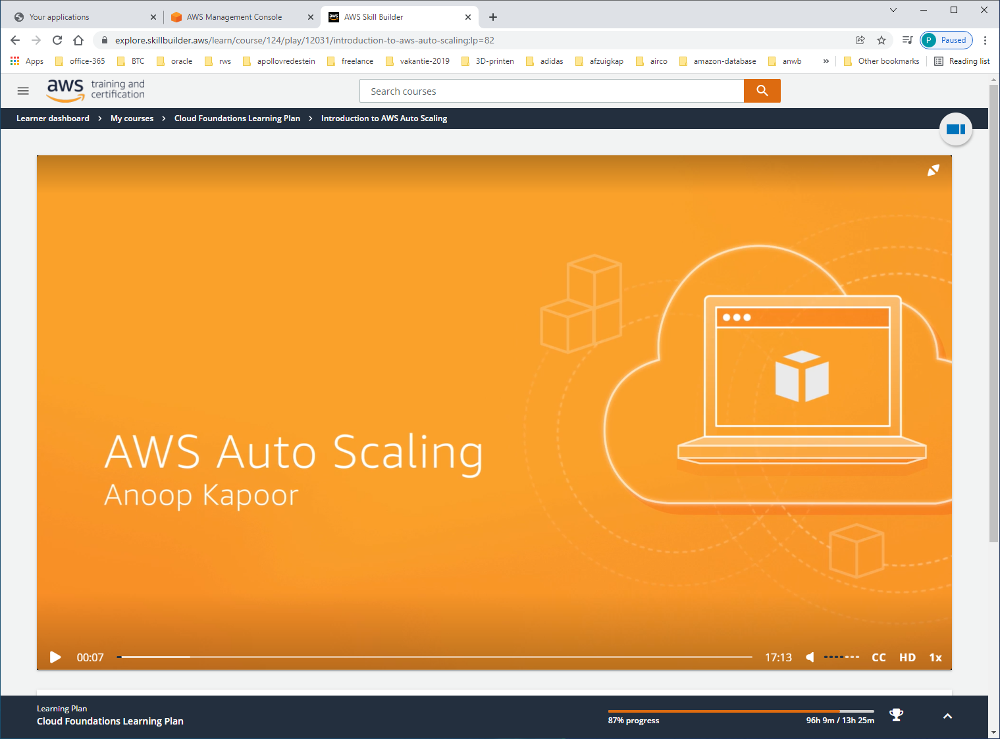 Your applications
AWS Management Console
aws
AWS Skill Builder
explore.skillbuilder.aws/learn/course/124/play/12031/introduction-to-aws-auto-scaling;lp=82
P Paused
Apps
office-365
BTC
oracle
rws
apollovredestein
freelance
vakantie-2019
3D-printen
adidas
afzuigkap
airco
amazon-database
anwb
»
Other bookmarks
Reading list
aws training and
certification
Search courses
Learner dashboard > My courses > Cloud Foundations Learning Plan > Introduction to AWS Auto Scaling
AWS Auto Scaling
Anoop Kapoor
00:07
17:13
CC
HD
1x
Learning Plan
Cloud Foundations Learning Plan
87% progress
96h 9m / 13h 25m